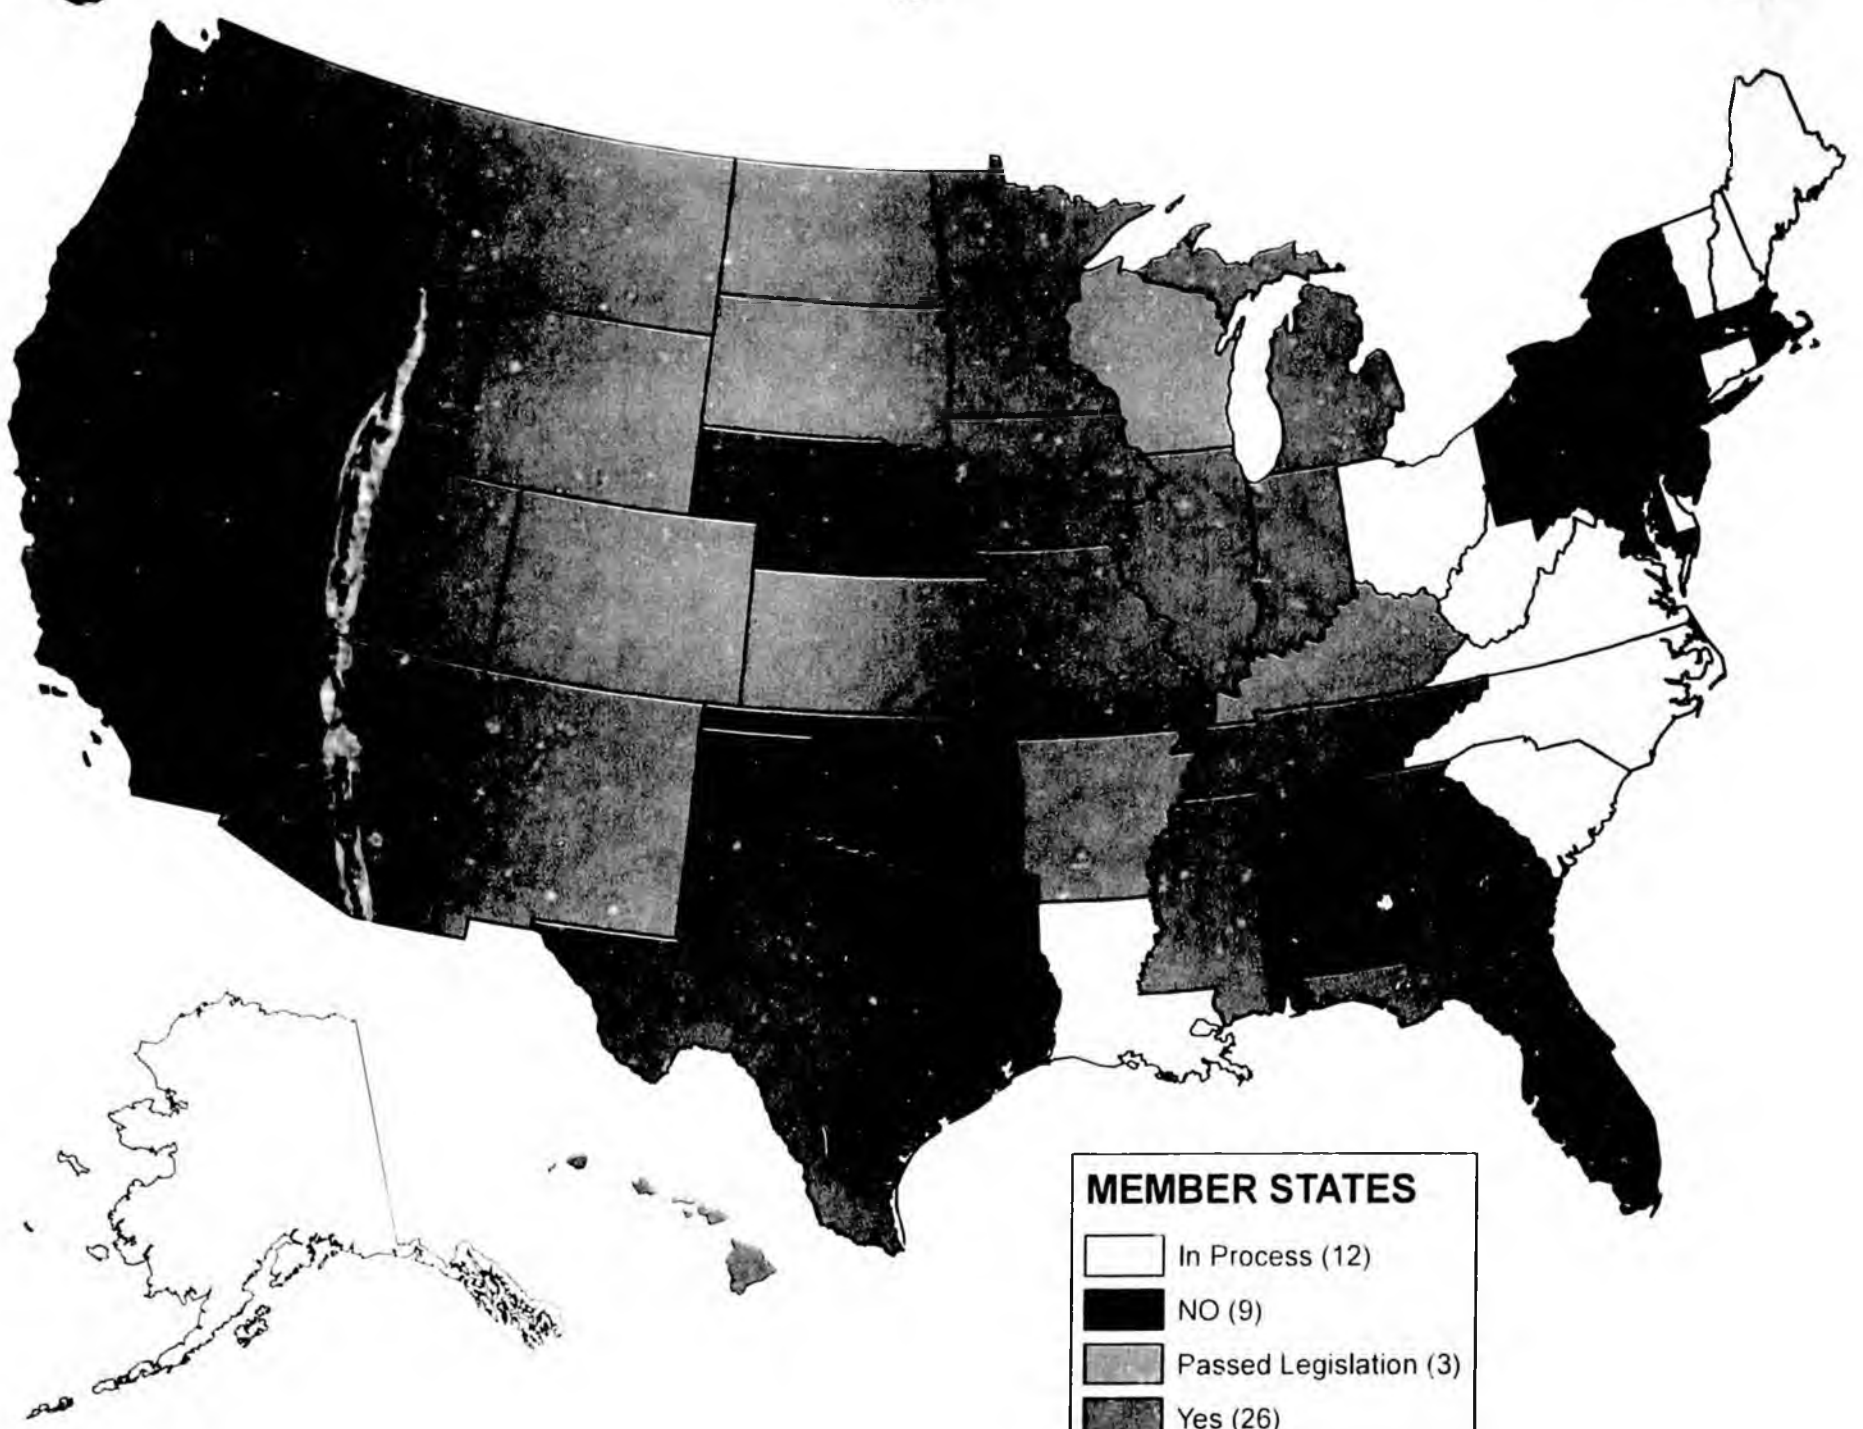 MEMBER STATES
In Process (12)
NO (9)
Passed Legislation (3)
Yes (26)